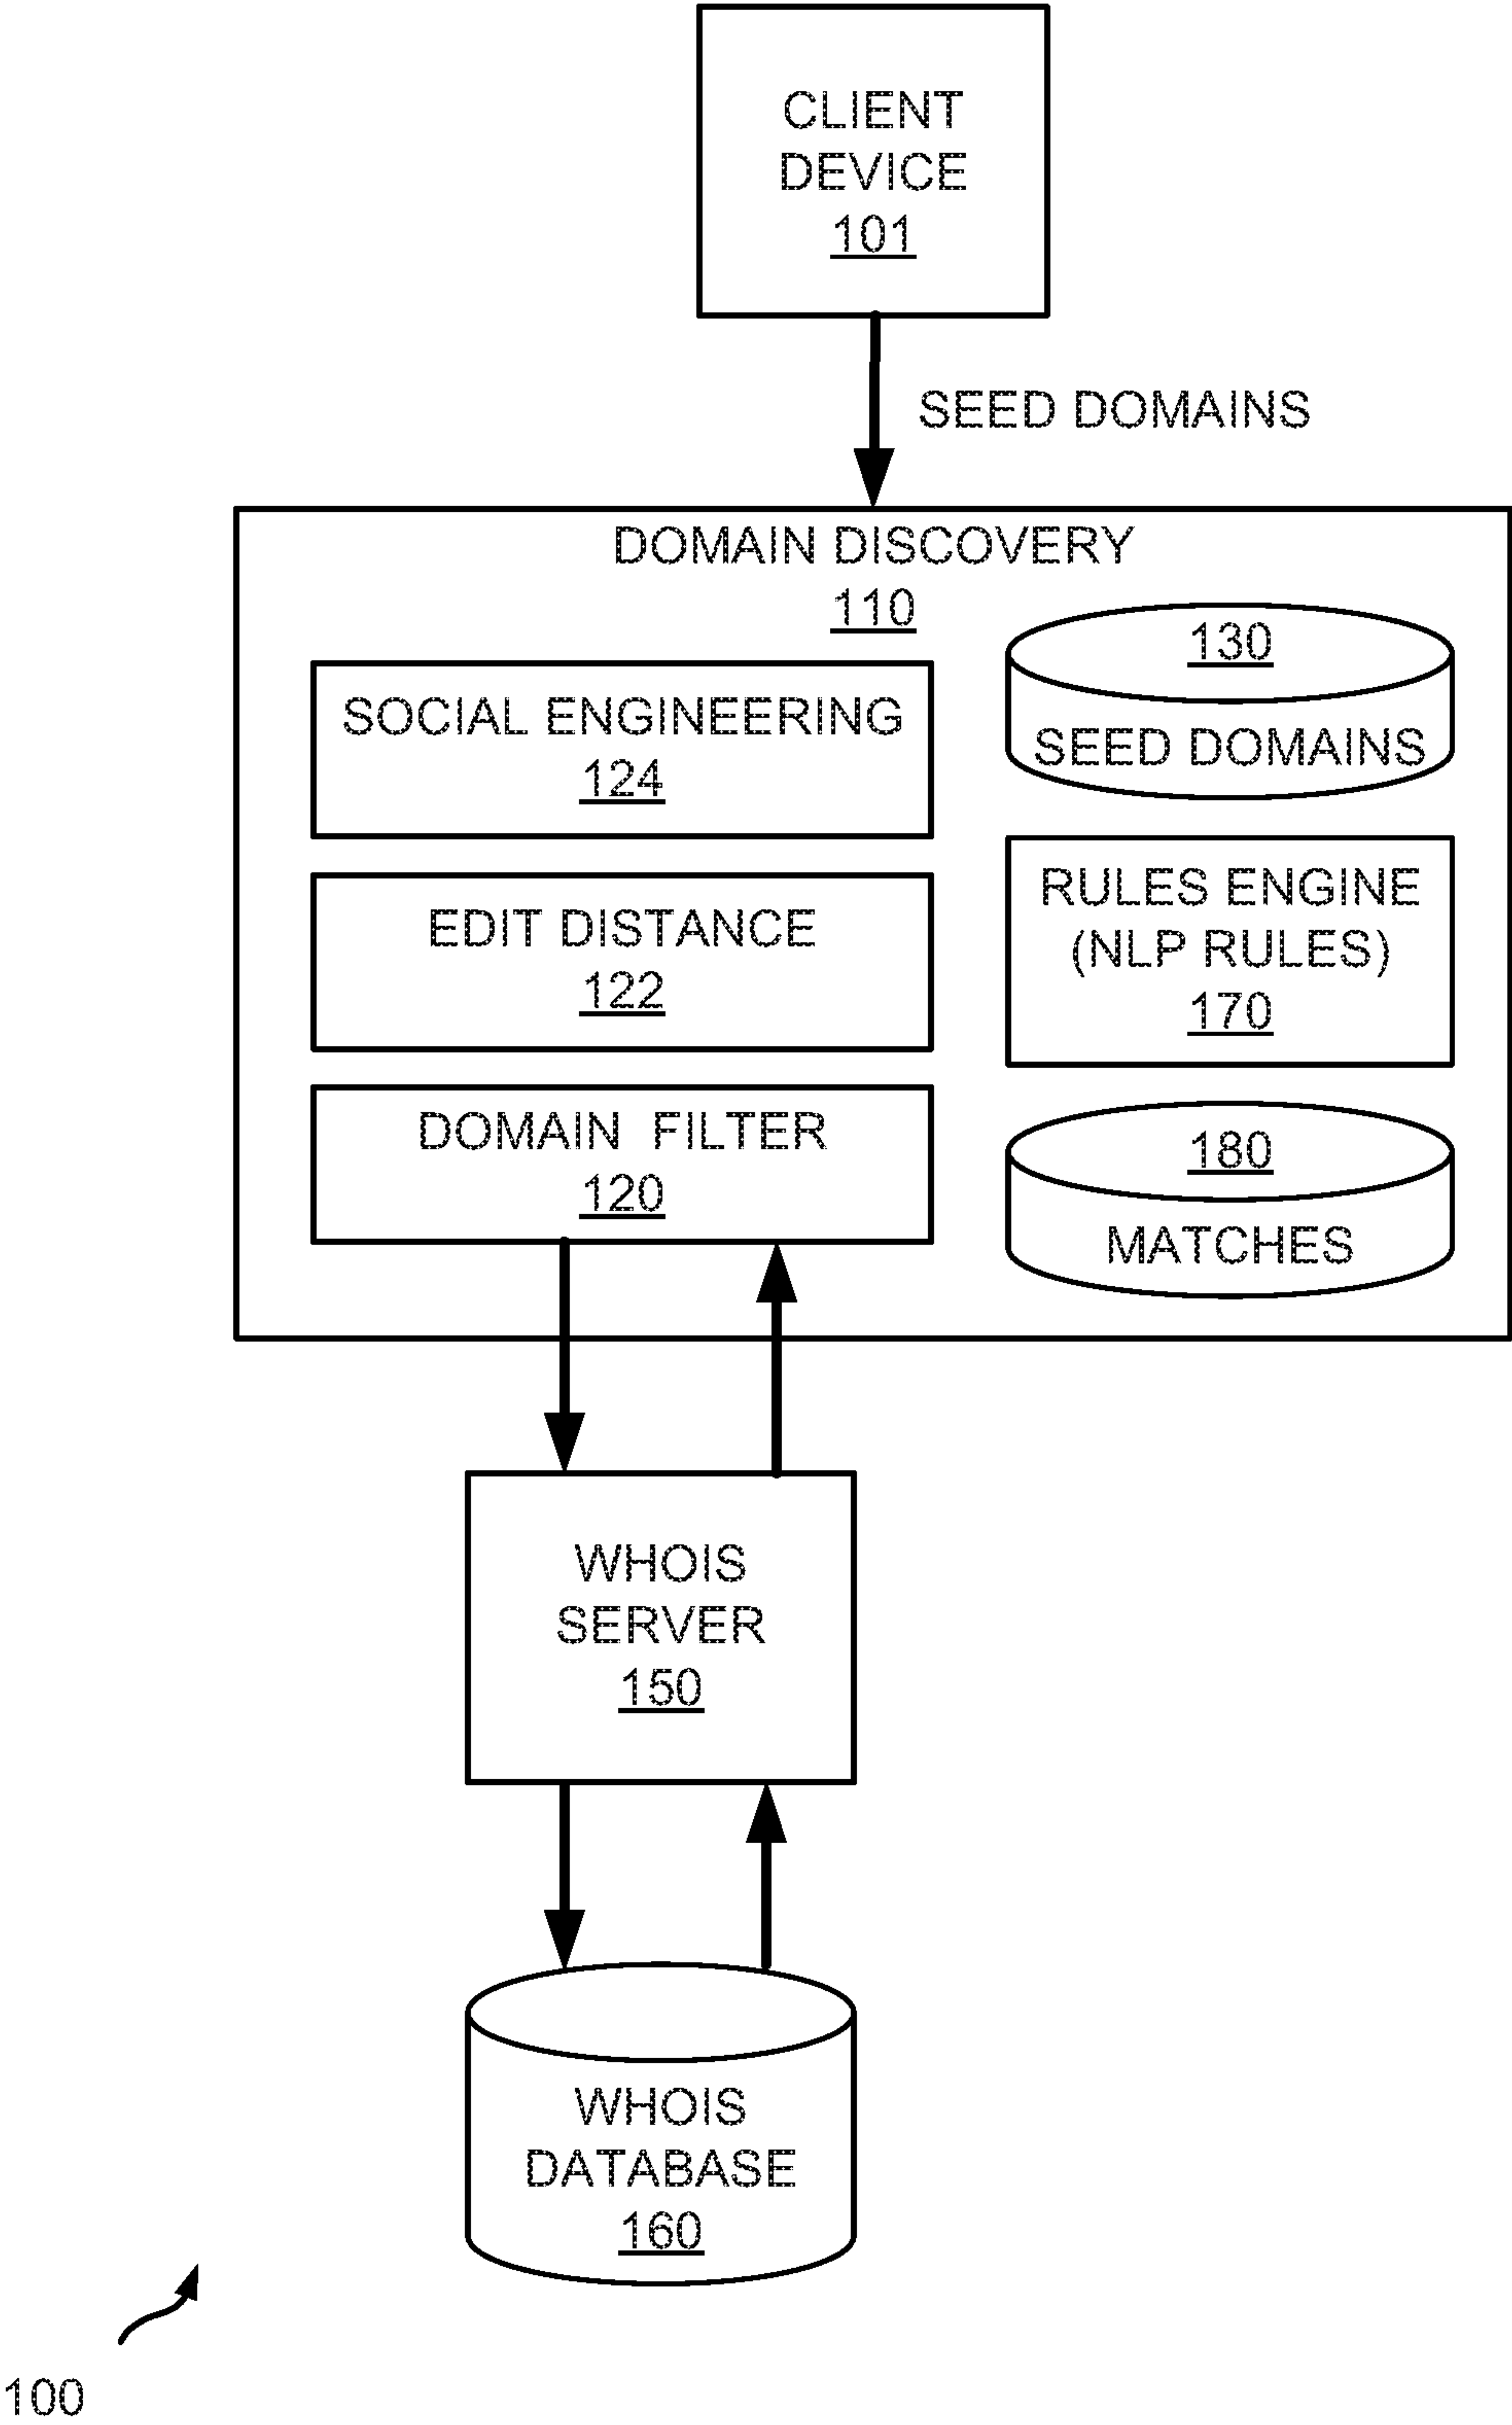 CLIENT
DEVICE
101
SEED DOMAINS
DOMAIN DISCOVERY
110
SOCIAL ENGINEERING
124
EDIT DISTANCE
122
DOMAIN FILTER
120
130
SEED DOMAINS
RULES ENGINE
(NLP RULES)
170
180
MATCHES
WHOIS
SERVER
150
WHOIS
DATABASE
160
100